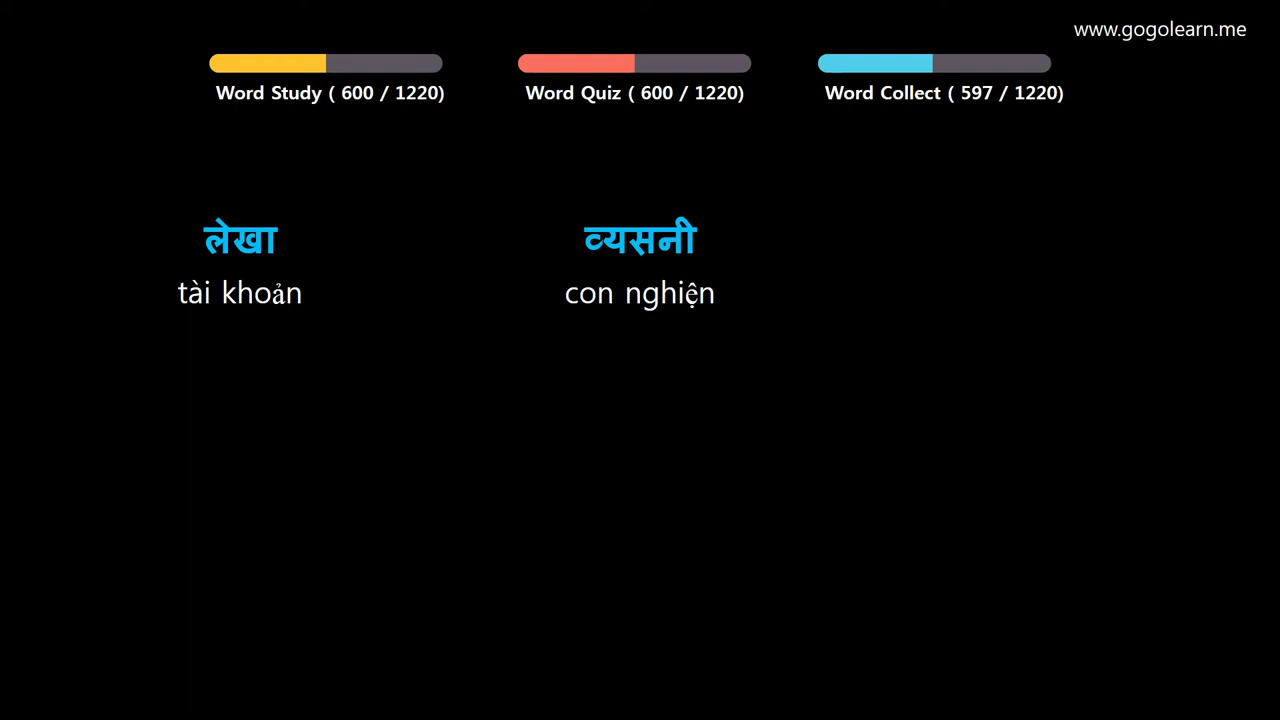 www.gogolearn.me
Word Study ( 600 / 1220)
Word Quiz ( 600 / 1220)
Word Collect ( 597 / 1220)
लेखा
tài khoản
व्यसनी
con nghiện